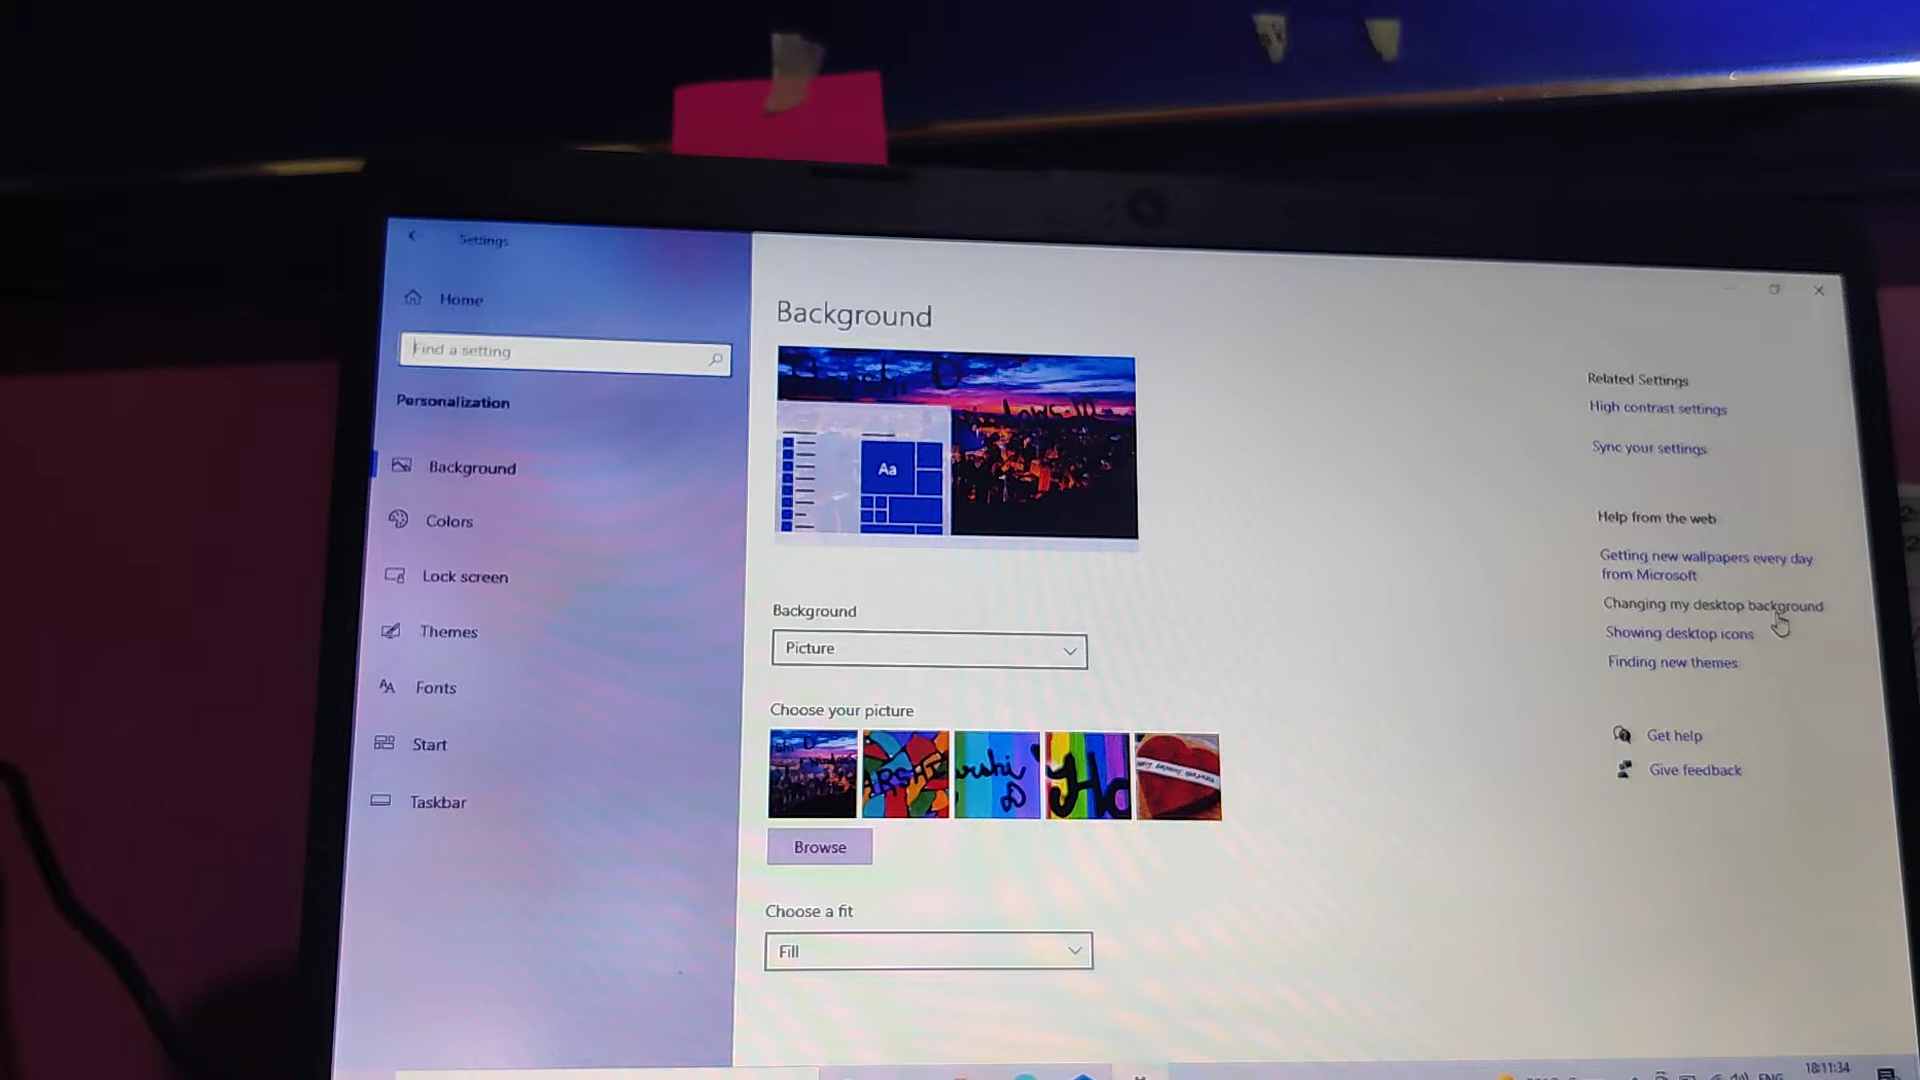 Settings
Home
Find a setting
Personalization
Background
Colors
Lock screen
Themes
Fonts
Start
Taskbar
Background
Aa
Background
Picture
Choose your picture
Browse
Choose a fit
Fill
Related Settings
High contrast settings
Sync your settings
Help from the web
Getting new wallpapers every day
from Microsoft
Changing my desktop background
Showing desktop icons
Finding new themes
Get help
Give feedback
18:11:34
ENG